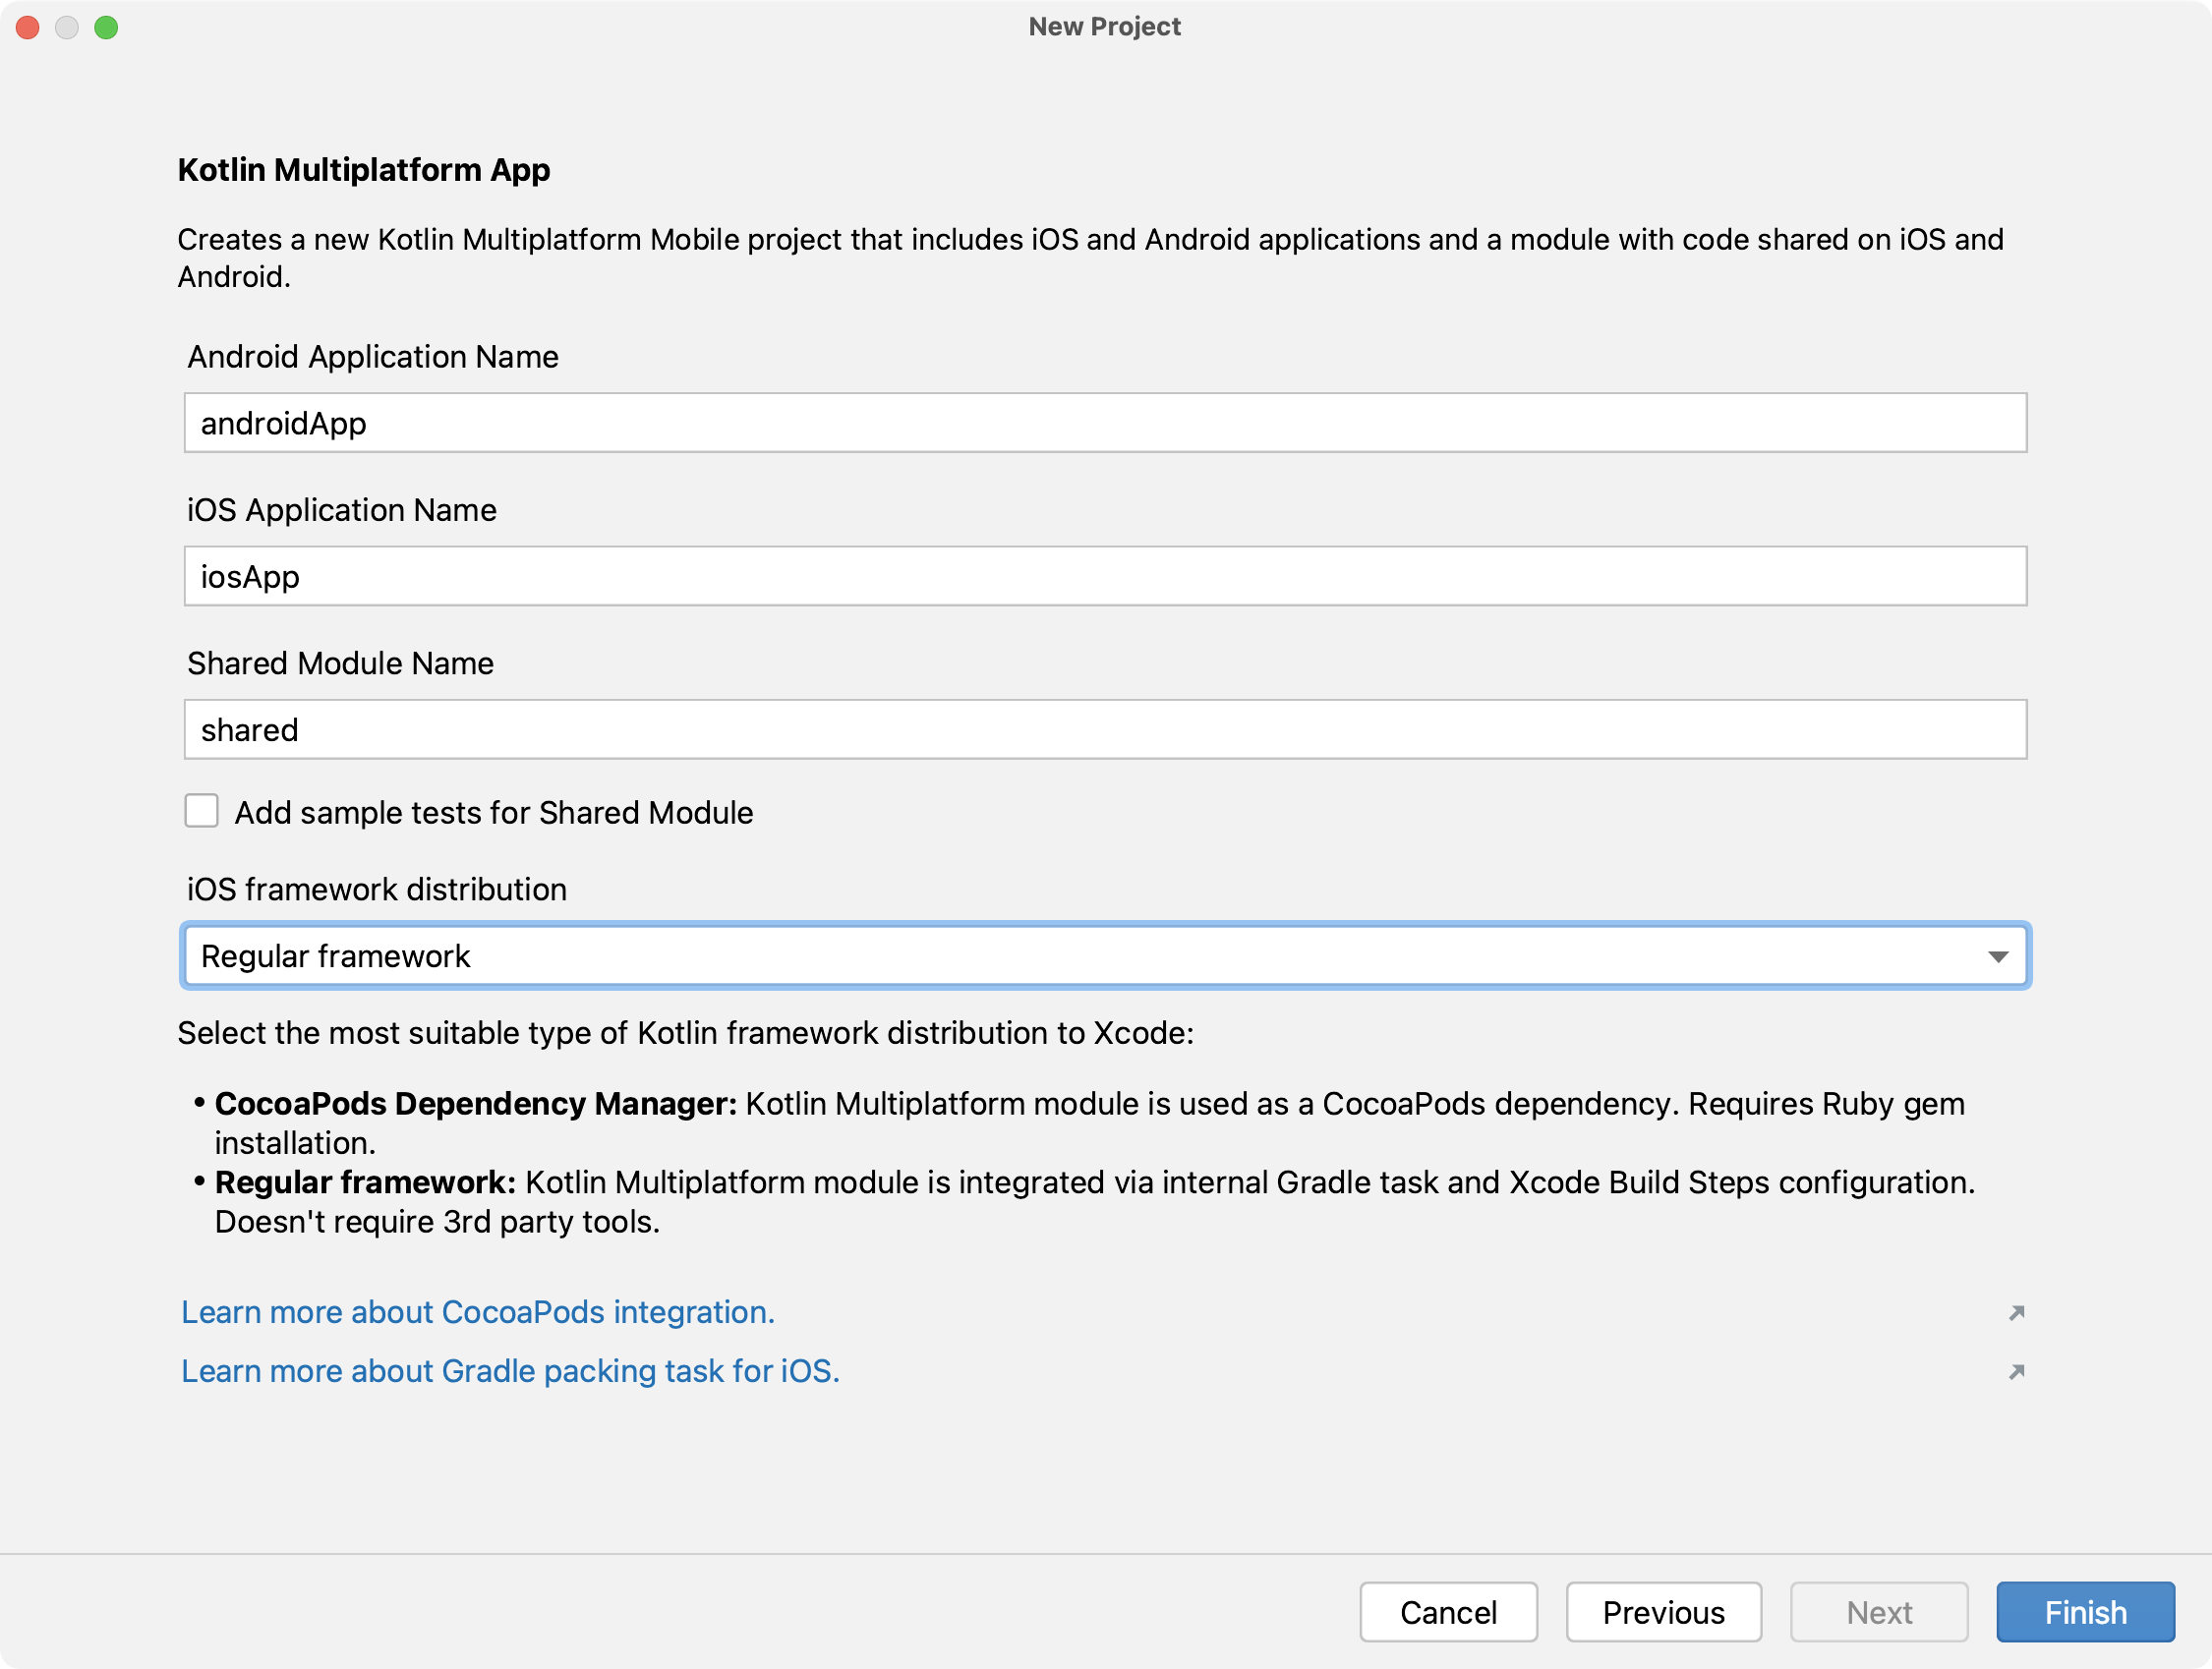 New Project
Kotlin Multiplatform App
Creates a new Kotlin Multiplatform Mobile project that includes iOS and Android applications and a module with code shared on iOS and
Android.
Android Application Name
androidApp
iOS Application Name
iosApp
Shared Module Name
shared
Add sample tests for Shared Module
iOS framework distribution
Regular framework
Select the most suitable type of Kotlin framework distribution to Xcode:
• CocoaPods Dependency Manager: Kotlin Multiplatform module is used as a CocoaPods dependency. Requires Ruby gem
installation.
• Regular framework: Kotlin Multiplatform module is integrated via internal Gradle task and Xcode Build Steps configuration.
Doesn't require 3rd party tools.
Learn more about CocoaPods integration.
Learn more about Gradle packing task for iOS.
Cancel Previous Next Finish